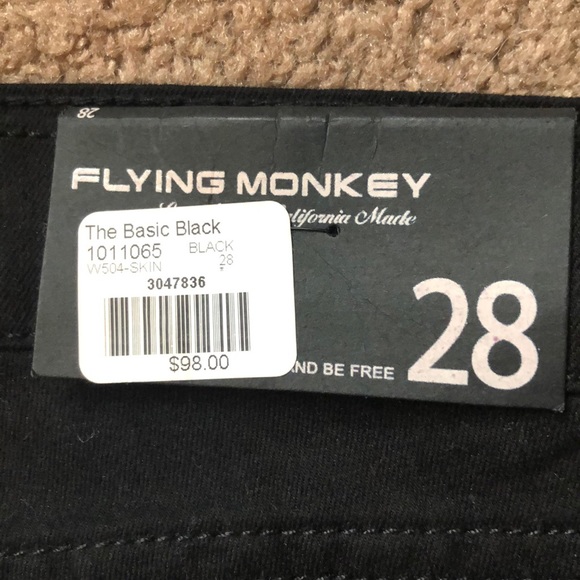 28
FLYING MONKEY
California Made
The Basic Black
1011065 BLACK
W504-SKIN 28
3047836
$98.00
AND BE FREE
28